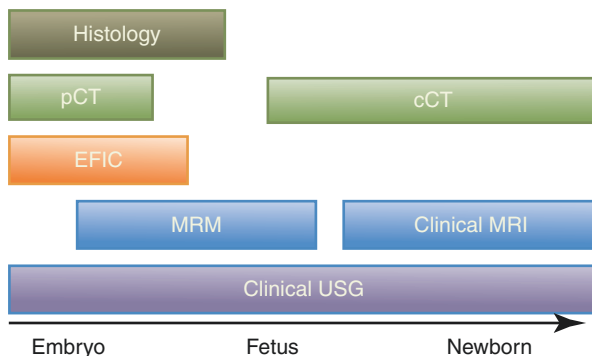 Histology
pCT cCT
EFIC
MRM Clinical MRI
Clinical USG
Embryo Fetus Newborn